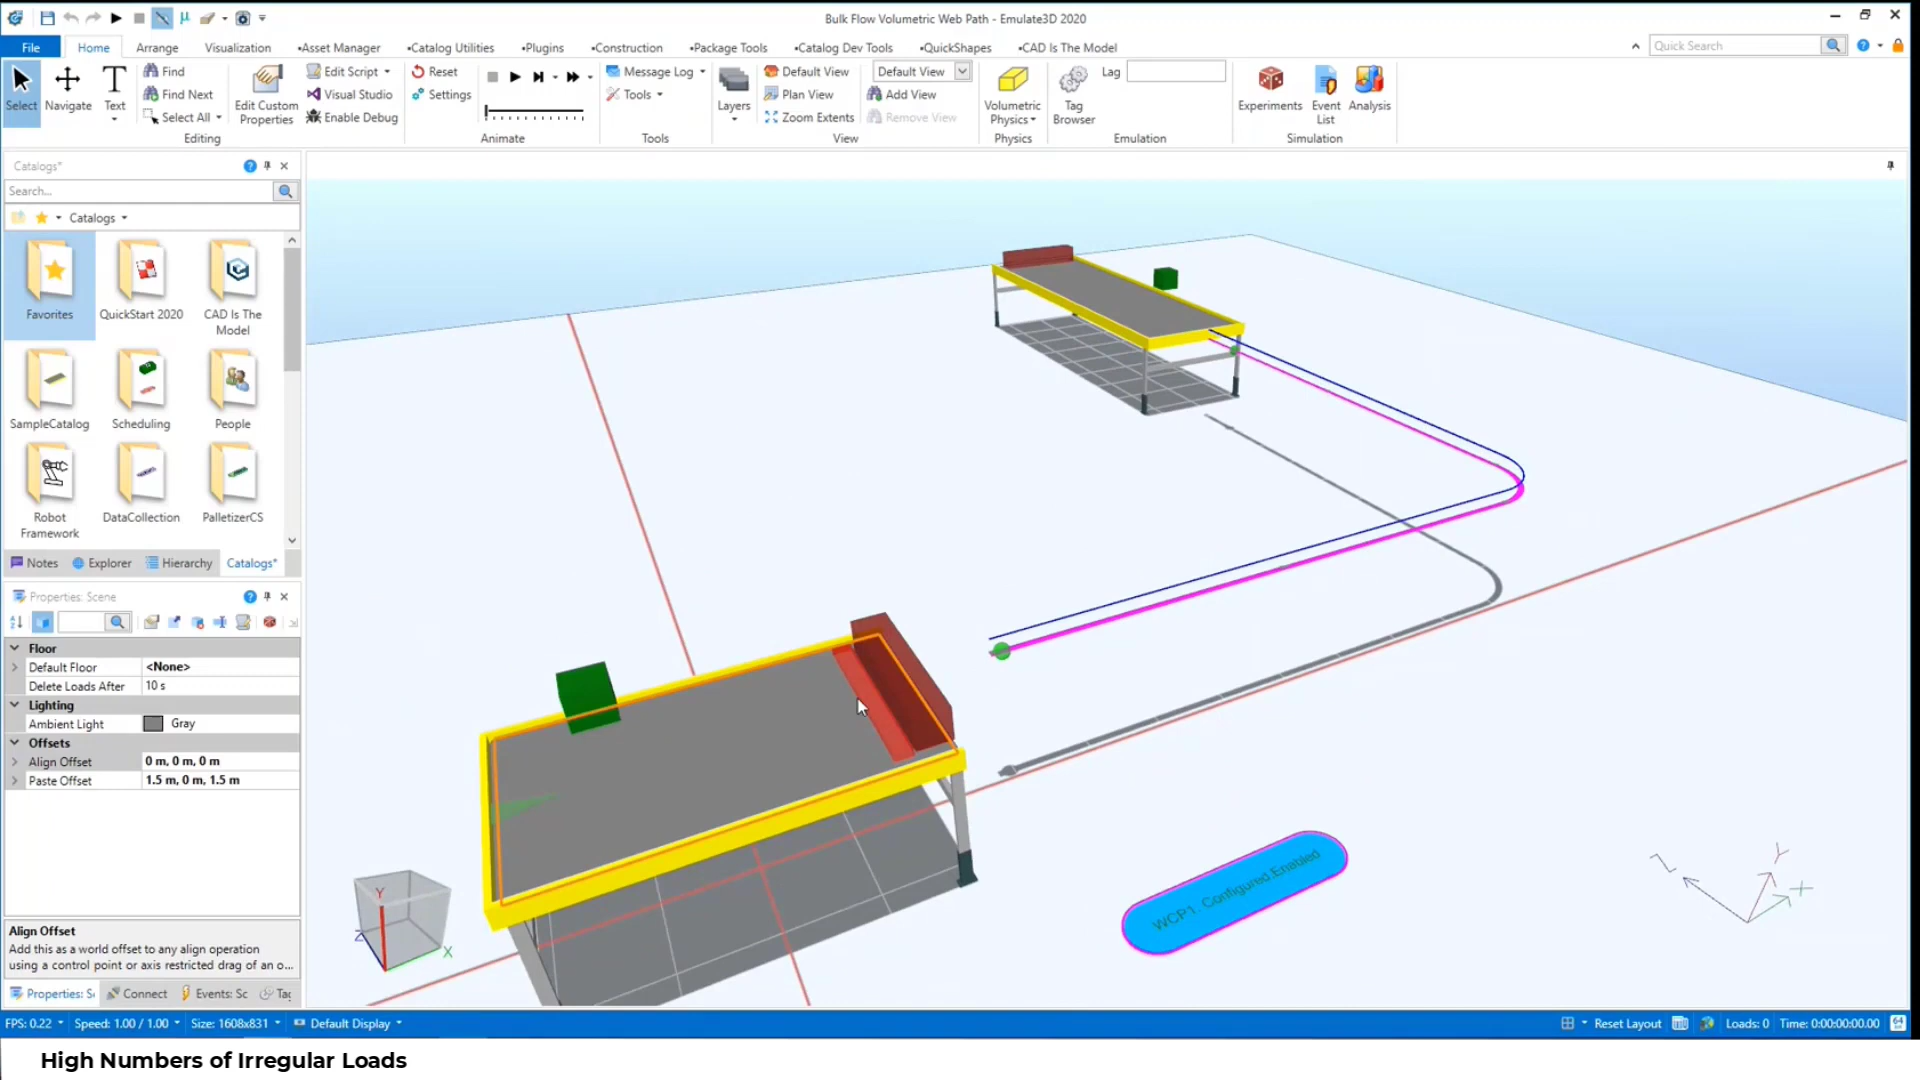 Bulk Flow Volumetric Web Path - Emulate3D 2020
File Home Arrange Visualization •Asset Manager •Catalog Utilities •Plugins •Construction •Package Tools •Catalog Dev Tools •QuickShapes •CAD Is The Model Quick Search
Select
Navigate
Text
Find
Find Next
Select All
Edit Custom Properties
Edit Script
Visual Studio
Enable Debug
Editing
Reset
Settings
Animate
Message Log
Tools
Tools
Layers
Default View
Plan View
Zoom Extents
Default View
Add View
Remove View
View
Volumetric Physics
Physics
Tag Browser
Lag
Emulation
Experiments
Event List
Analysis
Simulation
Catalogs*
Search...
Catalogs
Favorites
QuickStart 2020
CAD Is The Model
SampleCatalog
Scheduling
People
Robot Framework
DataCollection
PalletizerCS
Notes Explorer Hierarchy Catalogs*
Properties: Scene
Floor
Default Floor <None>
Delete Loads After 10 s
Lighting
Ambient Light Gray
Offsets
Align Offset 0 m, 0 m, 0 m
Paste Offset 1.5 m, 0 m, 1.5 m
Align Offset
Add this as a world offset to any align operation
using a control point or axis restricted drag of an o...
Properties: Sc Connect Events: Sc Tag
WCP1 Configured.Enabled
Y
Z
X
Z
Y
X
FPS: 0.22 Speed: 1.00 / 1.00 Size: 1608x831 Default Display Reset Layout Loads: 0 Time: 0:00:00:00.00 64
High Numbers of Irregular Loads